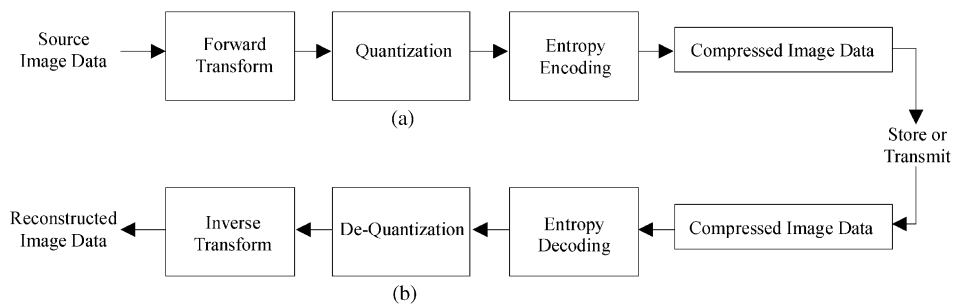 Source
Image Data
Forward
Transform
Quantization
Entropy
Encoding
Compressed Image Data
(a)
Store or
Transmit
Reconstructed
Image Data
Inverse
Transform
De-Quantization
Entropy
Decoding
Compressed Image Data
(b)